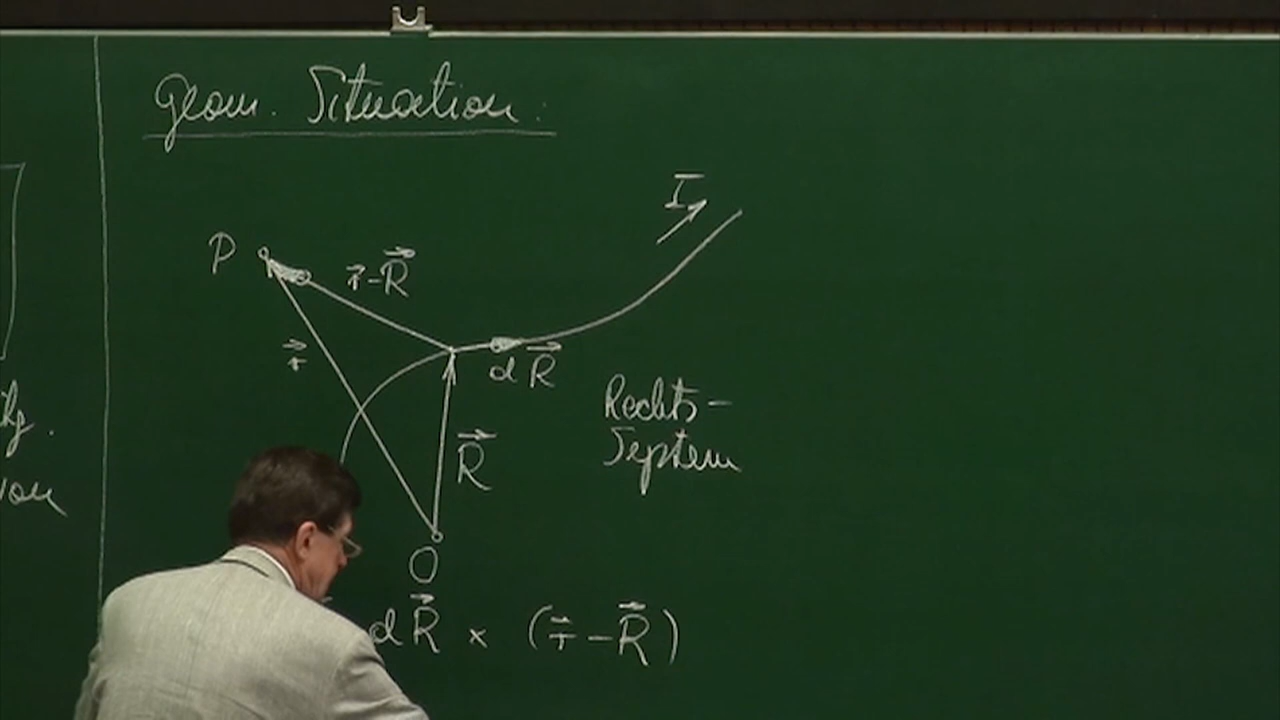 Geom. Situation:
I
P
r⃗-R⃗
r⃗
dR⃗
Rechts-
System
R⃗
O
dR⃗ × (r⃗-R⃗)